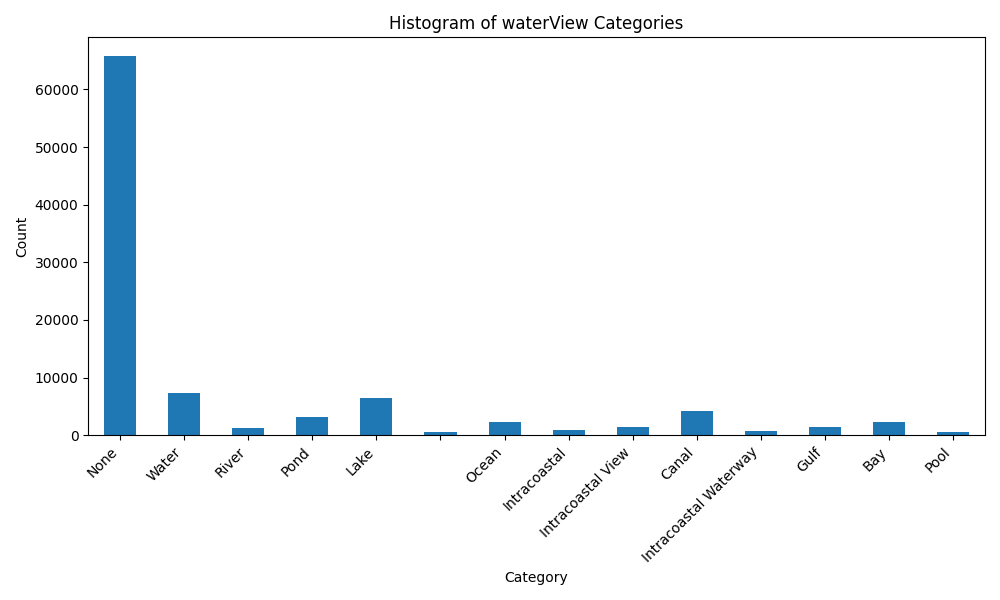 Histogram of waterView Categories
Count
60000
50000
40000
30000
20000
10000
0
None
Water
River
Pond
Lake
Ocean
Intracoastal
Intracoastal View
Canal
Intracoastal Waterway
Gulf
Bay
Pool
Category